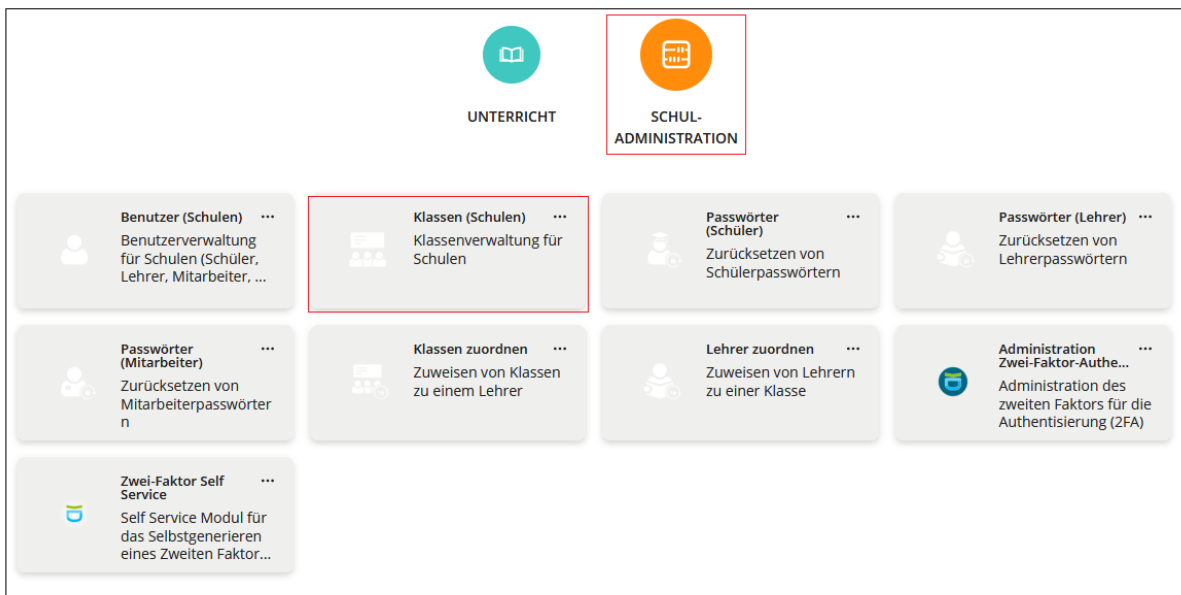 UNTERRICHT
SCHUL-
ADMINISTRATION
Benutzer (Schulen) ...
Benutzerverwaltung
für Schulen (Schüler,
Lehrer, Mitarbeiter, ...
Klassen (Schulen) ...
Klassenverwaltung für
Schulen
Passwörter ...
(Schüler)
Zurücksetzen von
Schülerpasswörtern
Passwörter (Lehrer) ...
Zurücksetzen von
Lehrerpasswörtern
Passwörter ...
(Mitarbeiter)
Zurücksetzen von
Mitarbeiterpasswörter
n
Klassen zuordnen ...
Zuweisen von Klassen
zu einem Lehrer
Lehrer zuordnen ...
Zuweisen von Lehrern
zu einer Klasse
Administration ...
Zwei-Faktor-Authe...
Administration des
zweiten Faktors für die
Authentisierung (2FA)
Zwei-Faktor Self ...
Service
Self Service Modul für
das Selbstgenerieren
eines Zweiten Faktor...